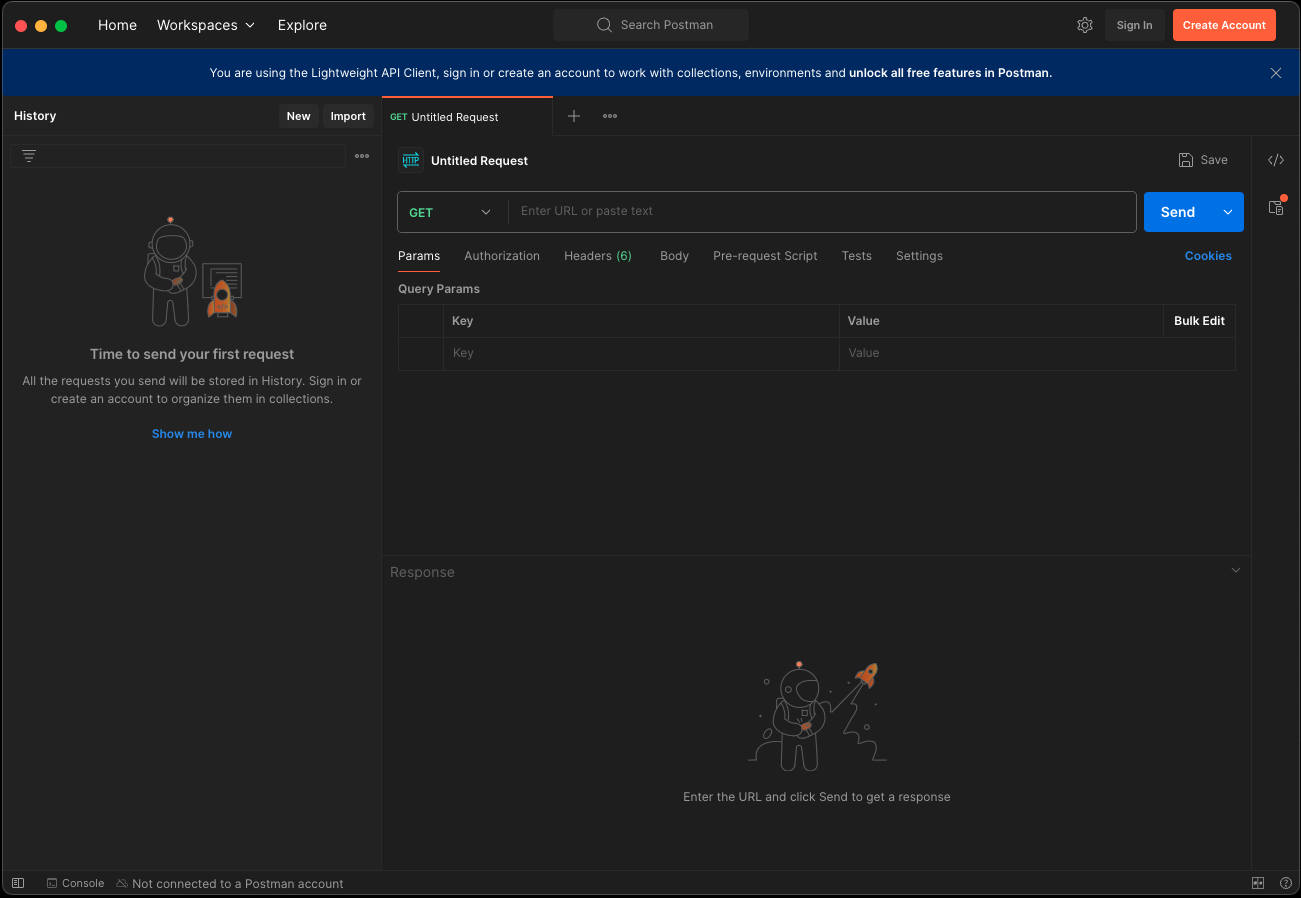 Home Workspaces Explore Search Postman Sign In Create Account
You are using the Lightweight API Client, sign in or create an account to work with collections, environments and unlock all free features in Postman.
History New Import
GET Untitled Request
HTTP Untitled Request Save
GET Enter URL or paste text Send
Params Authorization Headers (6) Body Pre-request Script Tests Settings Cookies
Query Params
Key Value Bulk Edit
Key Value
Time to send your first request
All the requests you send will be stored in History. Sign in or
create an account to organize them in collections.
Show me how
Response
Enter the URL and click Send to get a response
Console Not connected to a Postman account